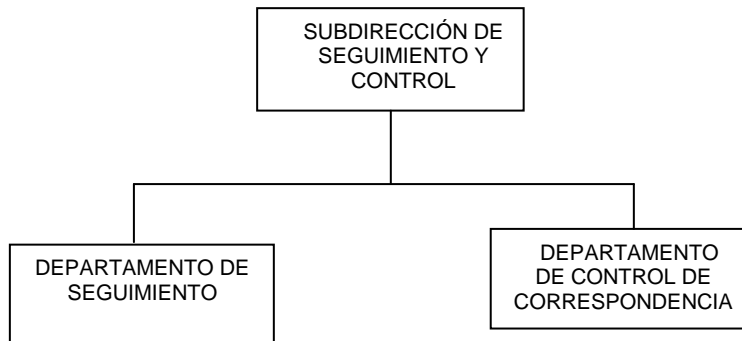 SUBDIRECCIÓN DE
SEGUIMIENTO Y
CONTROL
DEPARTAMENTO DE
SEGUIMIENTO
DEPARTAMENTO
DE CONTROL DE
CORRESPONDENCIA